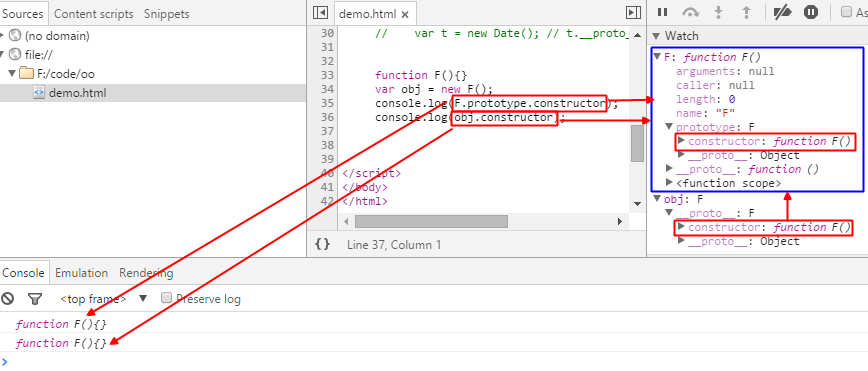 Sources Content scripts Snippets
(no domain)
file://
F:/code/oo
demo.html
demo.html ×
30 // var t = new Date(); // t.__proto_
31
32
33 function F(){}
34 var obj = new F();
35 console.log(F.prototype.constructor);
36 console.log(obj.constructor);
37
38
39
40 </script>
41 </body>
42 </html>
{} Line 37, Column 1
As
Watch
F: function F()
arguments: null
caller: null
length: 0
name: "F"
prototype: F
constructor: function F()
__proto__: Object
__proto__: function ()
<function scope>
obj: F
__proto__: F
constructor: function F()
__proto__: Object
Console Emulation Rendering
<top frame> Preserve log
function F(){}
function F(){}
>